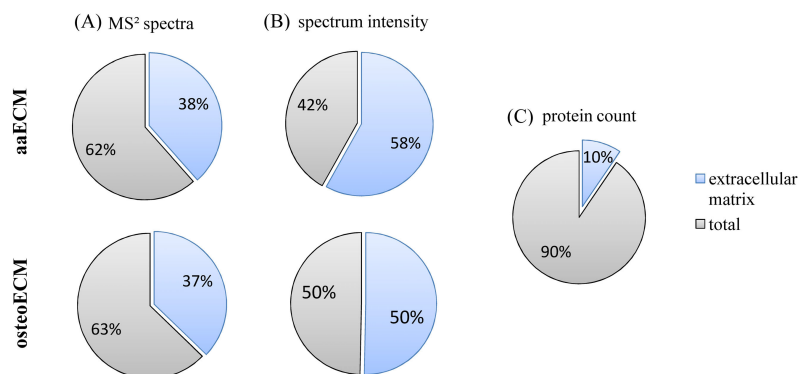 (A) MS² spectra
(B) spectrum intensity
aaECM
38%
62%
42%
58%
(C) protein count
10%
90%
extracellular
matrix
total
osteoECM
37%
63%
50%
50%